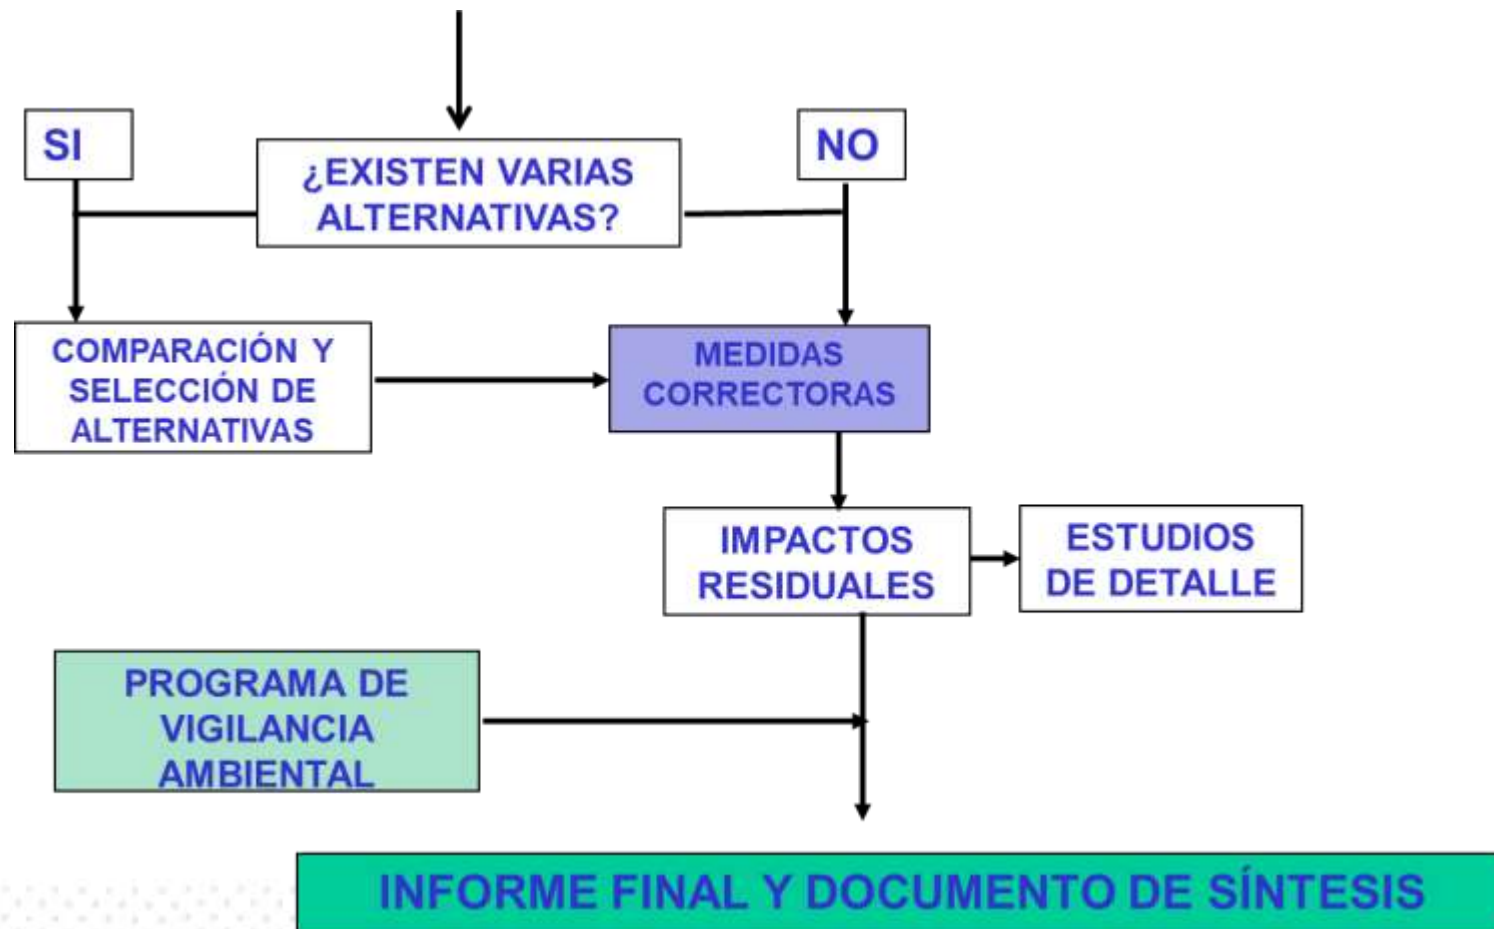 SI
NO
¿EXISTEN VARIAS
ALTERNATIVAS?
COMPARACIÓN Y
SELECCIÓN DE
ALTERNATIVAS
MEDIDAS
CORRECTORAS
IMPACTOS
RESIDUALES
ESTUDIOS
DE DETALLE
PROGRAMA DE
VIGILANCIA
AMBIENTAL
INFORME FINAL Y DOCUMENTO DE SÍNTESIS